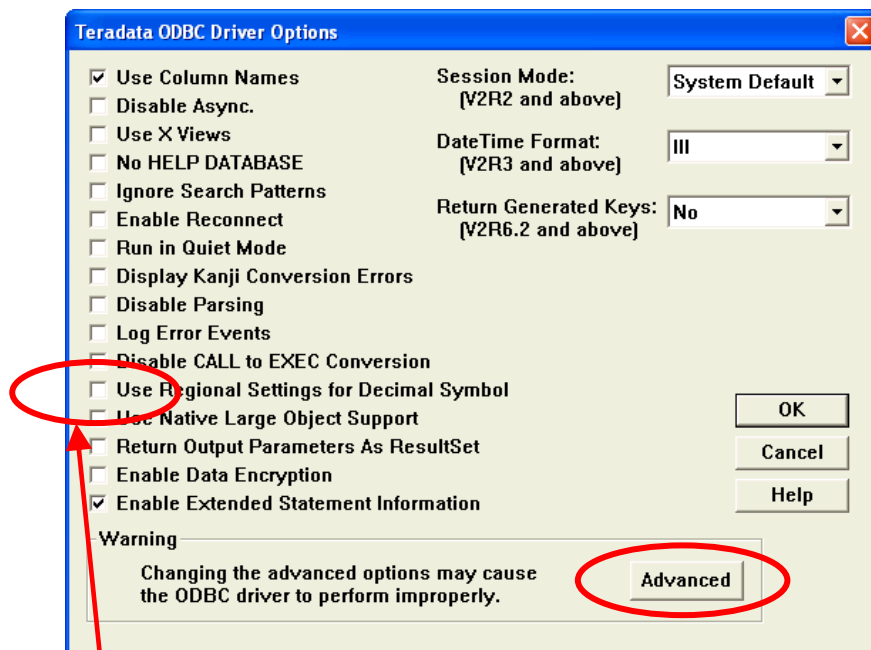 Teradata ODBC Driver Options
Use Column Names
Disable Async.
Use X Views
No HELP DATABASE
Ignore Search Patterns
Enable Reconnect
Run in Quiet Mode
Display Kanji Conversion Errors
Disable Parsing
Log Error Events
Disable CALL to EXEC Conversion
Use Regional Settings for Decimal Symbol
Use Native Large Object Support
Return Output Parameters As ResultSet
Enable Data Encryption
Enable Extended Statement Information
Session Mode:
(V2R2 and above)
System Default
DateTime Format:
(V2R3 and above)
III
Return Generated Keys:
(V2R6.2 and above)
No
OK
Cancel
Help
Warning
Changing the advanced options may cause
the ODBC driver to perform improperly.
Advanced